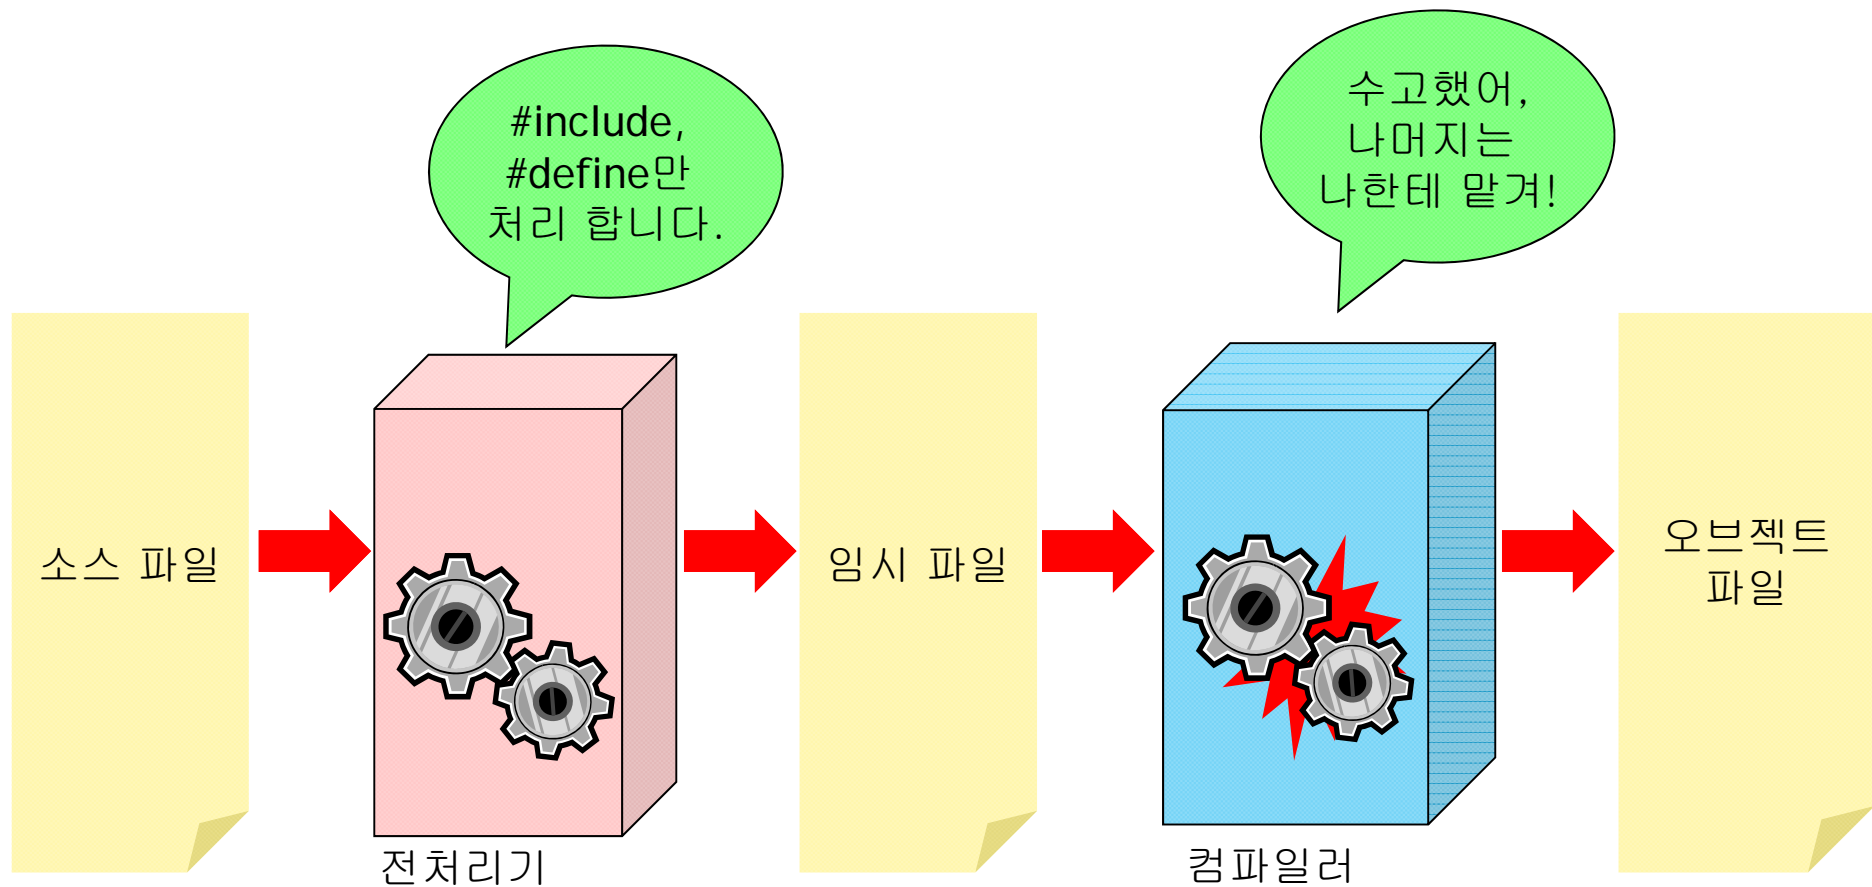 #include,
#define만
처리 합니다.
수고했어,
나머지는
나한테 맡겨!
소스 파일
임시 파일
오브젝트
파일
전처리기
컴파일러